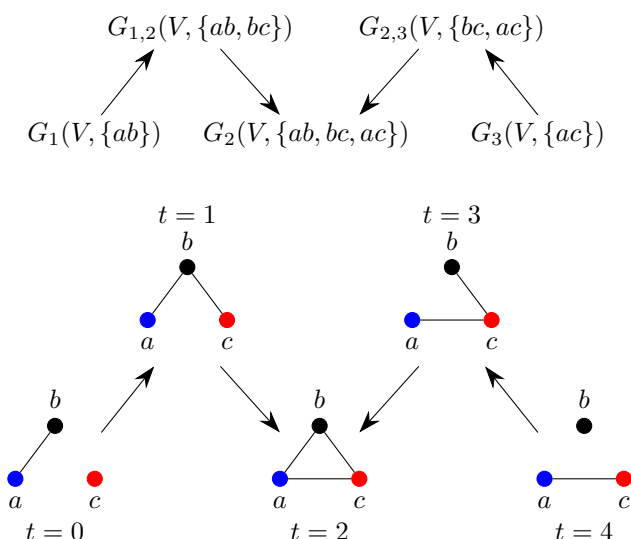 G_{1,2}(V, {ab, bc}) G_{2,3}(V, {bc, ac})
G_1(V, {ab}) G_2(V, {ab, bc, ac}) G_3(V, {ac})
t = 1 t = 3
b b
a c a c
b b b
a c a c a c
t = 0 t = 2 t = 4